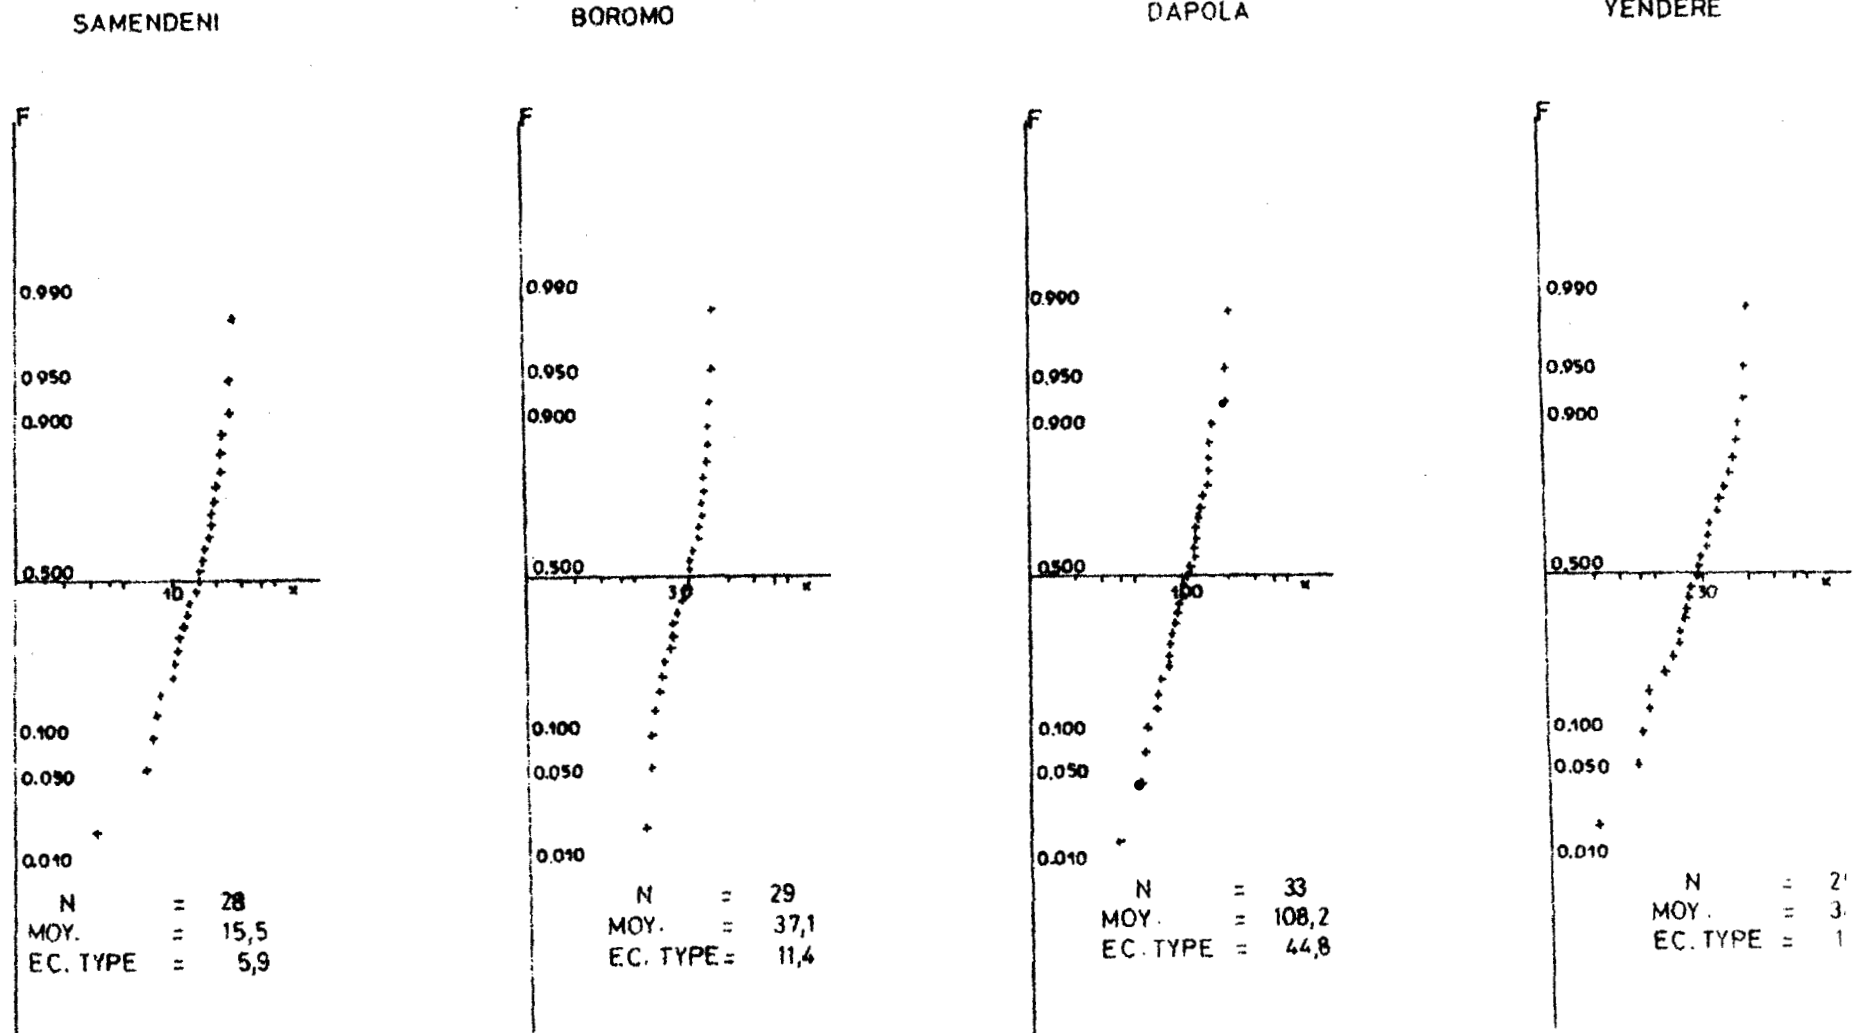 SAMENDENI
F
0.990
0.950
0.900
0.500
10
x
0.100
0.050
0.010
N = 28
MOY. = 15,5
EC. TYPE = 5,9
BOROMO
F
0.990
0.950
0.900
0.500
30
x
0.100
0.050
0.010
N = 29
MOY. = 37,1
EC. TYPE = 11,4
DAPOLA
F
0.990
0.950
0.900
0.500
100
x
0.100
0.050
0.010
N = 33
MOY. = 108,2
EC. TYPE = 44,8
YENDERE
F
0.990
0.950
0.900
0.500
30
x
0.100
0.050
0.010
N = 2
MOY. = 3
EC. TYPE = 1